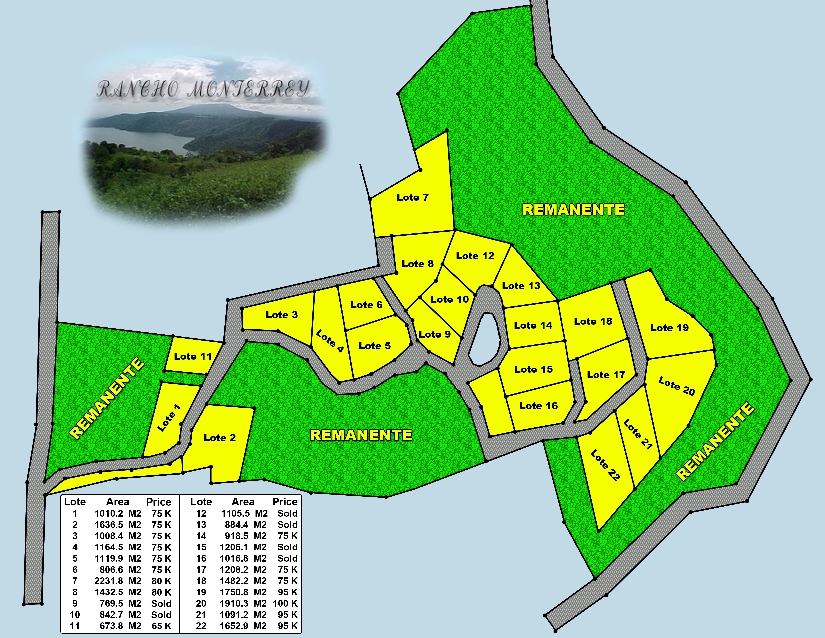 RANCHO MONTERREY
REMANENTE
Lote 7
Lote 8
Lote 12
Lote 13
Lote 10
Lote 9
Lote 6
Lote 3
Lote 4
Lote 5
Lote 14
Lote 18
Lote 19
Lote 15
Lote 17
Lote 20
Lote 16
Lote 21
Lote 22
Lote 11
Lote 1
Lote 2
REMANENTE
REMANENTE
REMANENTE
Lote Area Price Lote Area Price
1 1010.2 M2 75 K 12 1105.5 M2 Sold
2 1636.5 M2 75 K 13 884.4 M2 Sold
3 1008.4 M2 75 K 14 918.5 M2 75 K
4 1164.5 M2 75 K 15 1206.1 M2 Sold
5 1119.9 M2 75 K 16 1016.8 M2 Sold
6 806.6 M2 75 K 17 1208.2 M2 75 K
7 2231.8 M2 80 K 18 1482.2 M2 75 K
8 1432.5 M2 80 K 19 1750.8 M2 95 K
9 769.5 M2 Sold 20 1910.3 M2 100 K
10 842.7 M2 Sold 21 1091.2 M2 95 K
11 673.8 M2 65 K 22 1652.9 M2 95 K